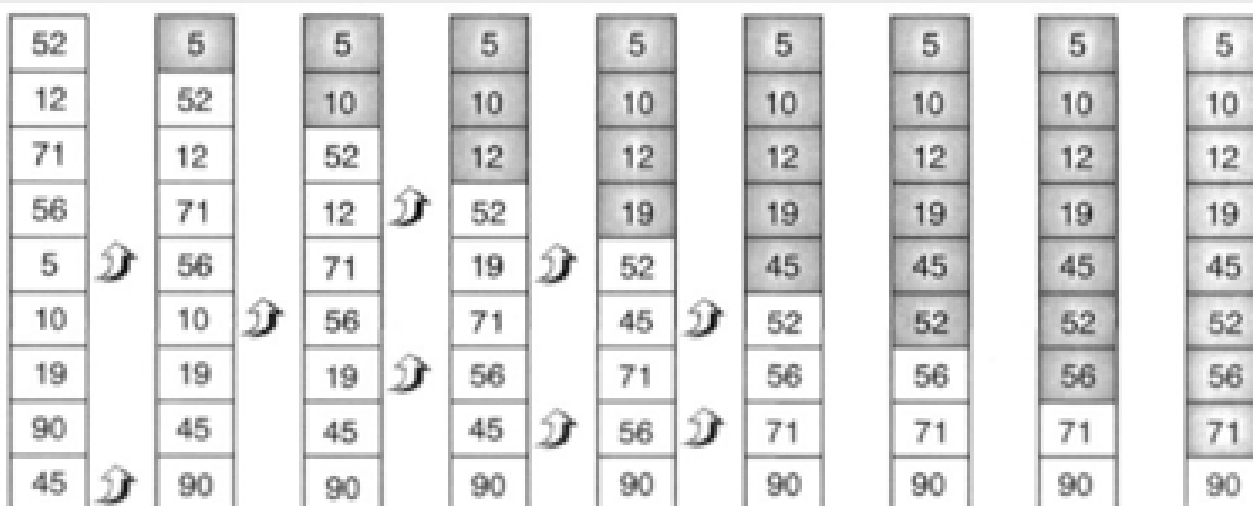 52 5 5 5 5 5 5 5 5
12 52 10 10 10 10 10 10 10
71 12 52 12 12 12 12 12 12
56 71 12 52 19 19 19 19 19
5 56 71 19 52 45 45 45 45
10 10 56 71 45 52 52 52 52
19 19 19 56 71 56 56 56 56
90 45 45 45 56 71 71 71 71
45 90 90 90 90 90 90 90 90